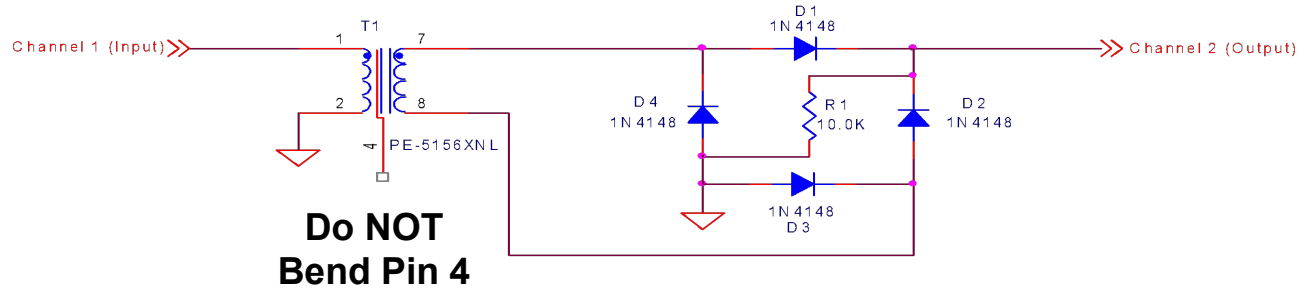 D1
1N4148
T1
Channel 1 (Input)
1
7
Channel 2 (Output)
D4
1N4148
R1
10.0K
D2
1N4148
2
8
4
PE-5156XNL
1N4148
D3
Do NOT
Bend Pin 4